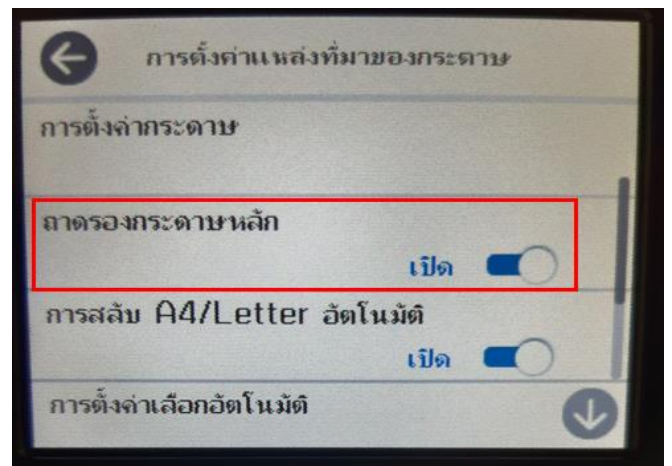 การตั้งค่าแหล่งที่มาของกระดาษ
การตั้งค่ากระดาษ
ถาดรองกระดาษหลัก
เปิด
การสลับ A4/Letter อัตโนมัติ
เปิด
การตั้งค่าเลือกอัตโนมัติ